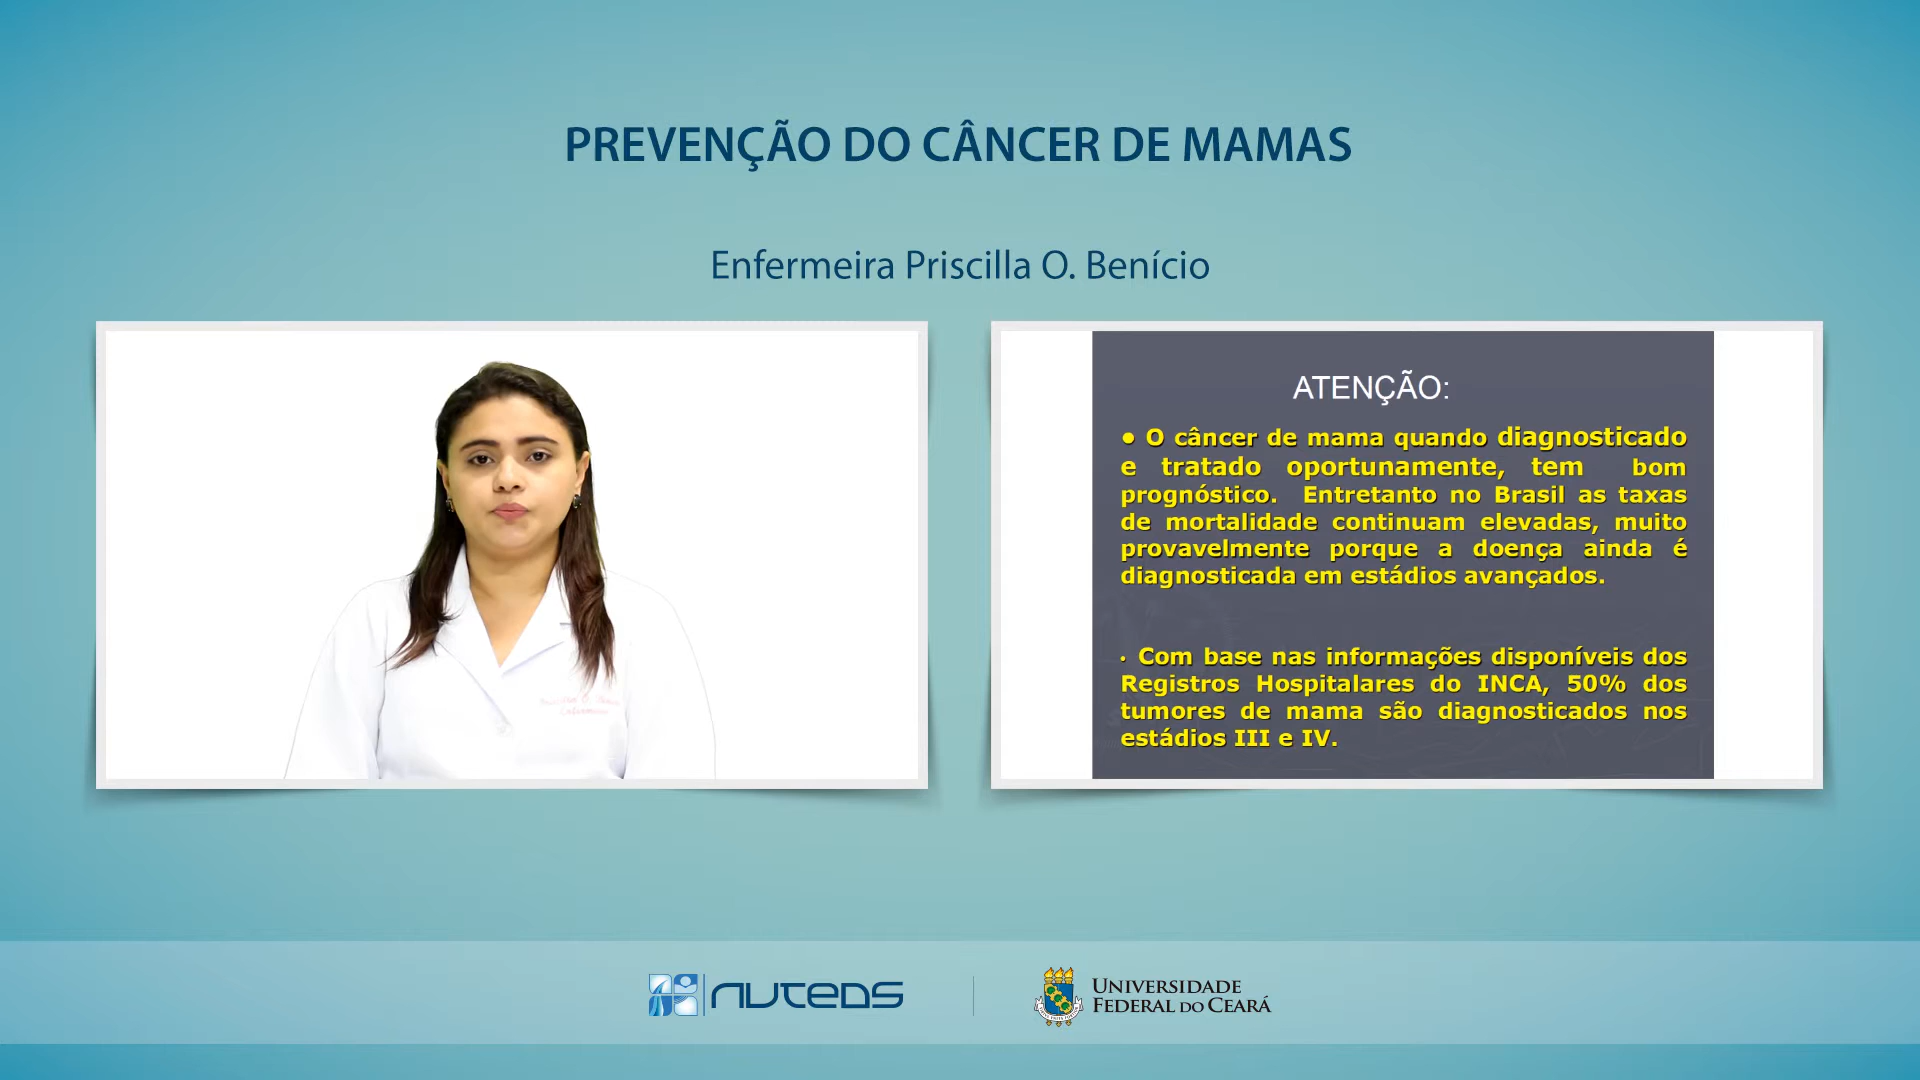 PREVENÇÃO DO CÂNCER DE MAMAS
Enfermeira Priscilla O. Benício
ATENÇÃO:
• O câncer de mama quando diagnosticado
e tratado oportunamente, tem bom
prognóstico. Entretanto no Brasil as taxas
de mortalidade continuam elevadas, muito
provavelmente porque a doença ainda é
diagnosticada em estádios avançados.
• Com base nas informações disponíveis dos
Registros Hospitalares do INCA, 50% dos
tumores de mama são diagnosticados nos
estádios III e IV.
nuteds
UNIVERSIDADE
FEDERAL DO CEARÁ